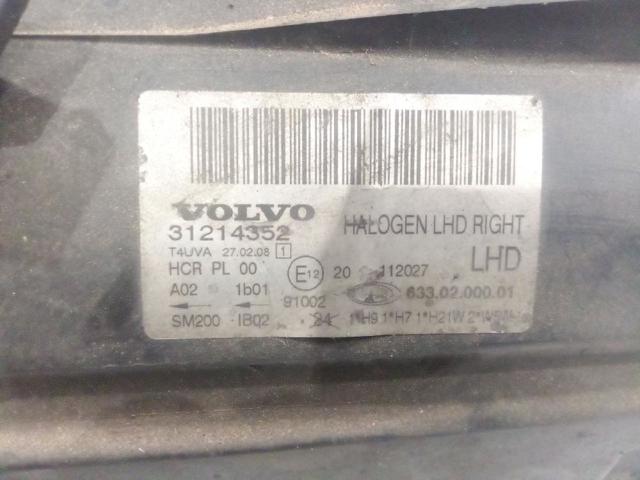 VOLVO
31214352
HALOGEN LHD RIGHT
T4UVA 27.02.08 1
LHD
HCR PL 00 E12 20 112027
A02 1b01 91002 633.02.000.01
SM200 IB02 34 1*H9 1*H7 1*H21W